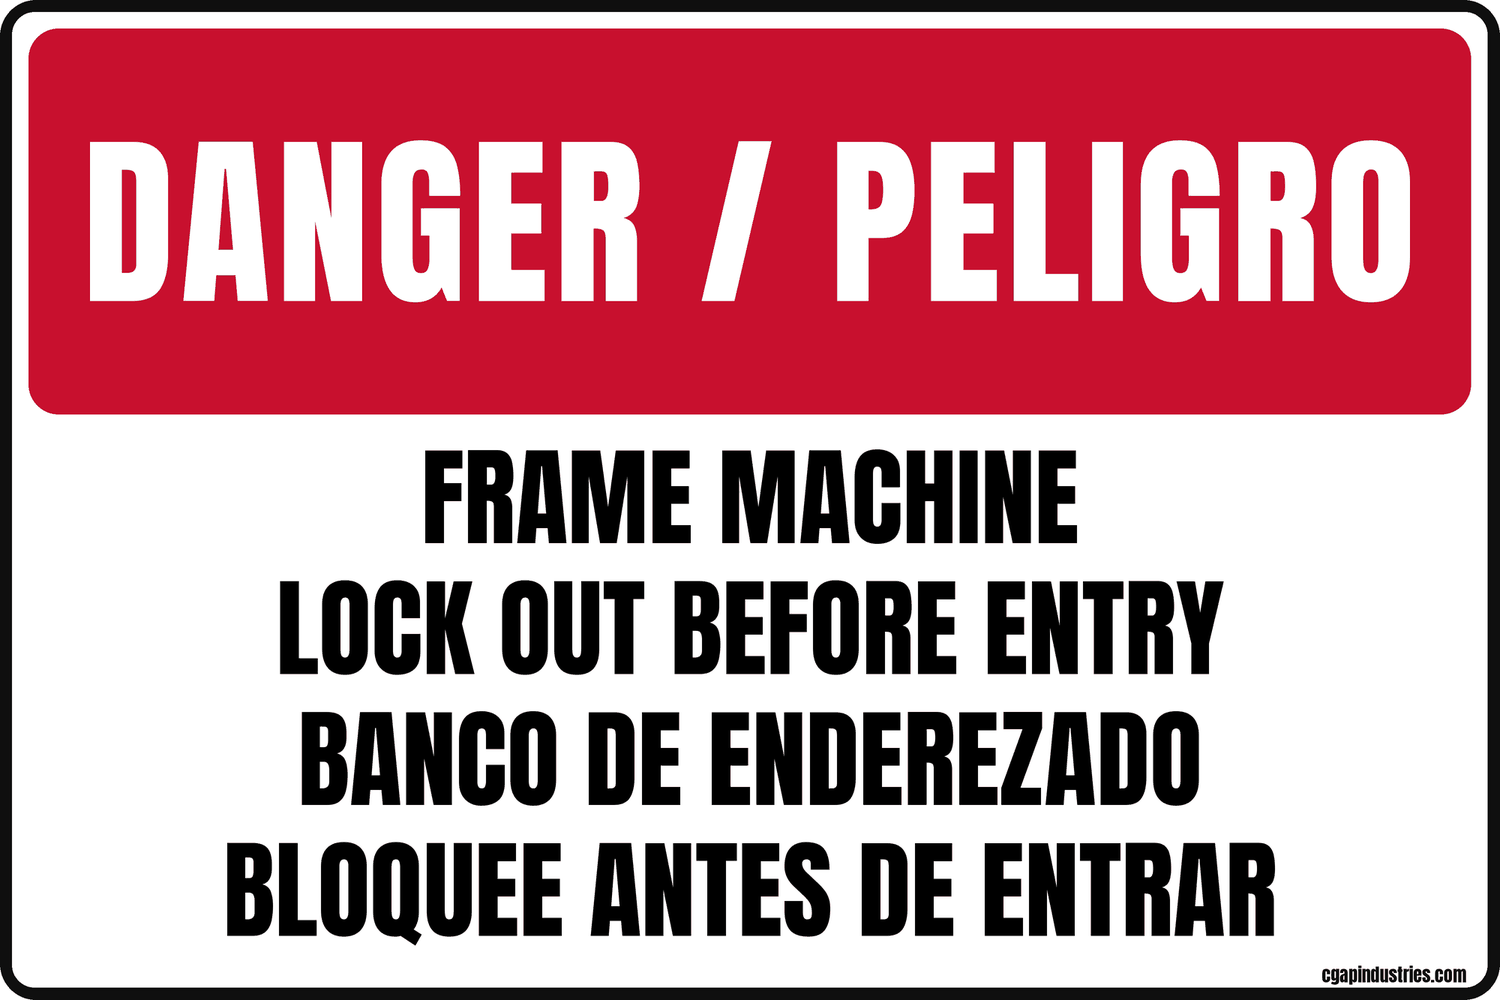 DANGER / PELIGRO
FRAME MACHINE
LOCK OUT BEFORE ENTRY
BANCO DE ENDEREZADO
BLOQUEE ANTES DE ENTRAR
cgapindustries.com